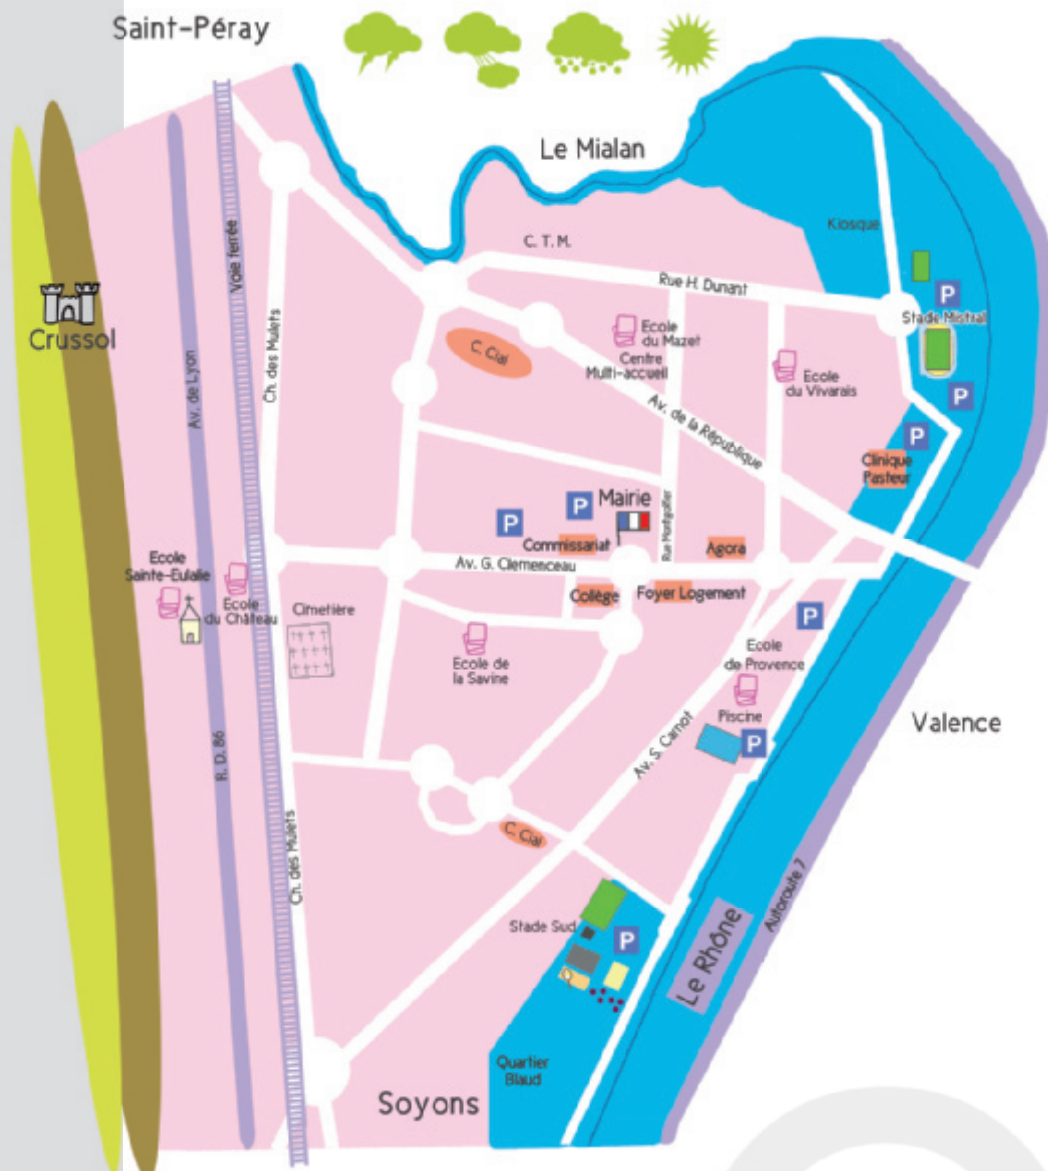 Saint-Péray
Le Mialan
Kiosque
C. T. M.
Rue H. Dunant
P
Stade Mistral
Voie ferrée
Crussol
Ch. des Mulets
Av. de Lyon
C. Cial
Ecole
du Mazet
Centre
Multi-accueil
Ecole
du Vivarais
P
Av. de la République
P
Clinique
Pasteur
P
P
Mairie
Rue Montgolfier
Commissariat
Agora
Av. G. Clemenceau
Ecole
Sainte-Eulalie
Ecole
du Château
Cimetière
Collège
Foyer Logement
P
Ecole de
la Savine
Ecole
de Provence
Piscine
P
Valence
Av. S. Carnot
R. D. 86
Ch. des Mulets
C. Cial
Autoroute 7
Stade Sud
P
Le Rhône
Quartier
Blaud
Soyons